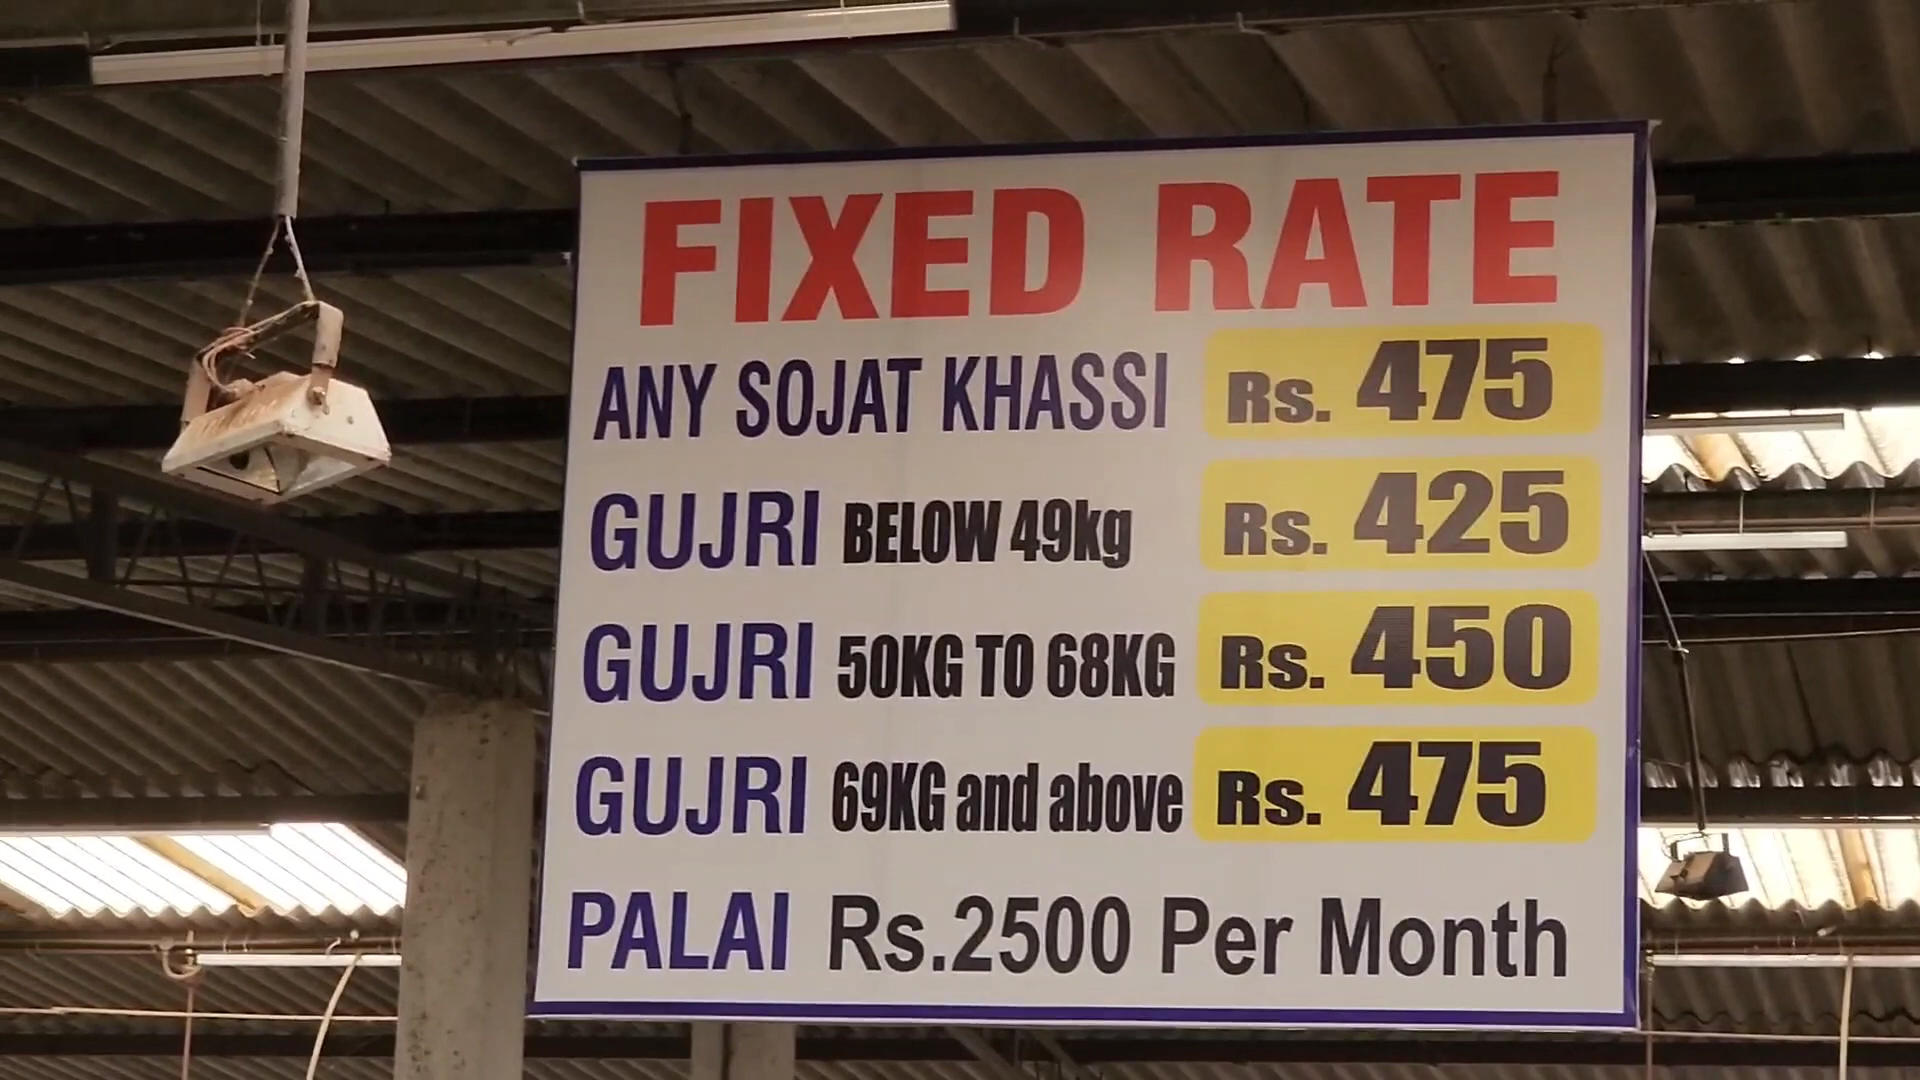 FIXED RATE
ANY SOJAT KHASSI Rs. 475
GUJRI BELOW 49kg Rs. 425
GUJRI 50KG TO 68KG Rs. 450
GUJRI 69KG and above Rs. 475
PALAI Rs.2500 Per Month